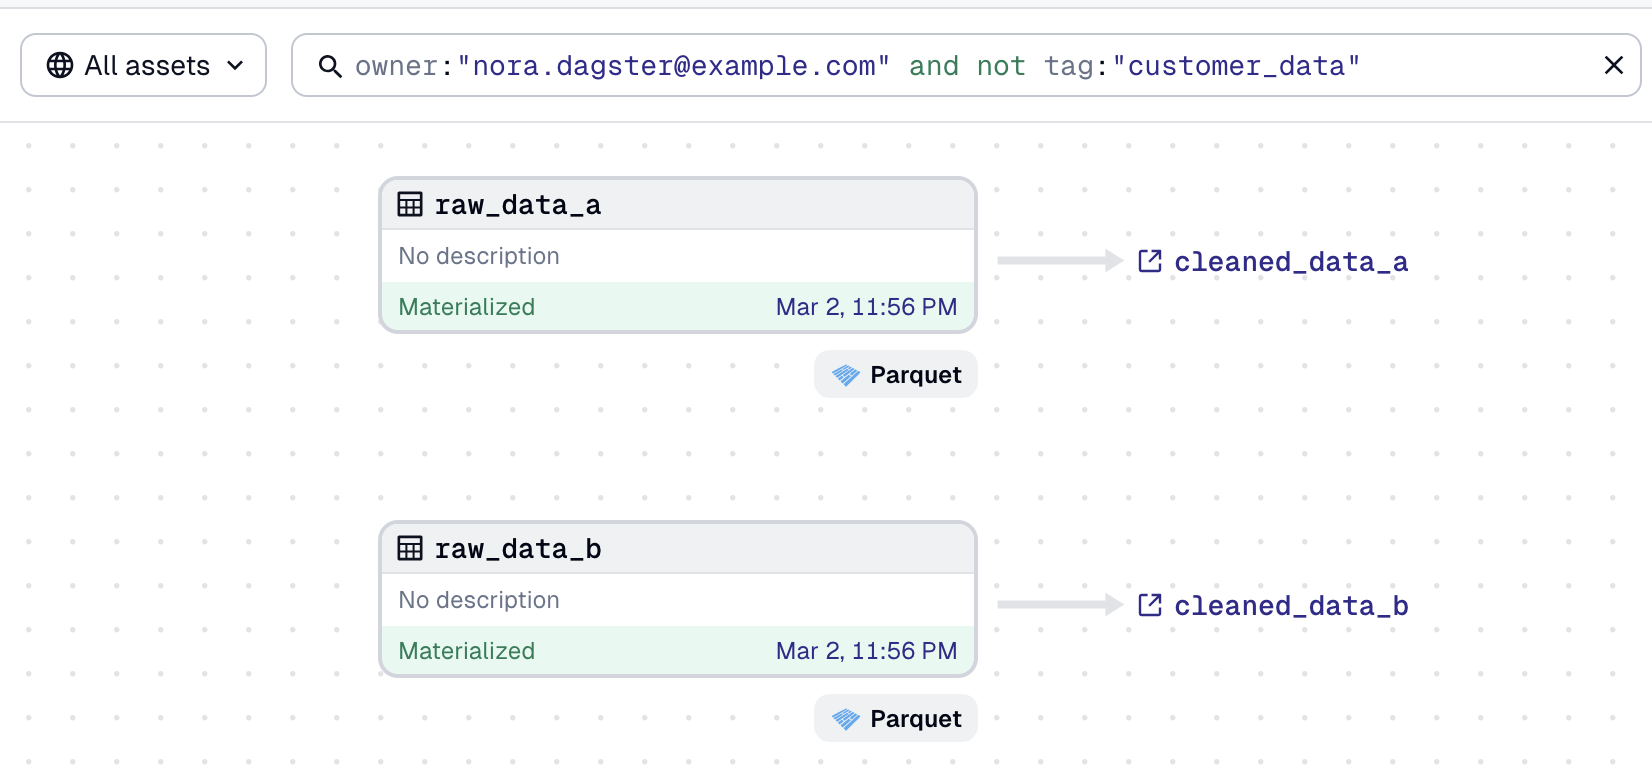 All assets
owner:"nora.dagster@example.com" and not tag:"customer_data"
raw_data_a
No description
Materialized Mar 2, 11:56 PM
Parquet
cleaned_data_a
raw_data_b
No description
Materialized Mar 2, 11:56 PM
Parquet
cleaned_data_b